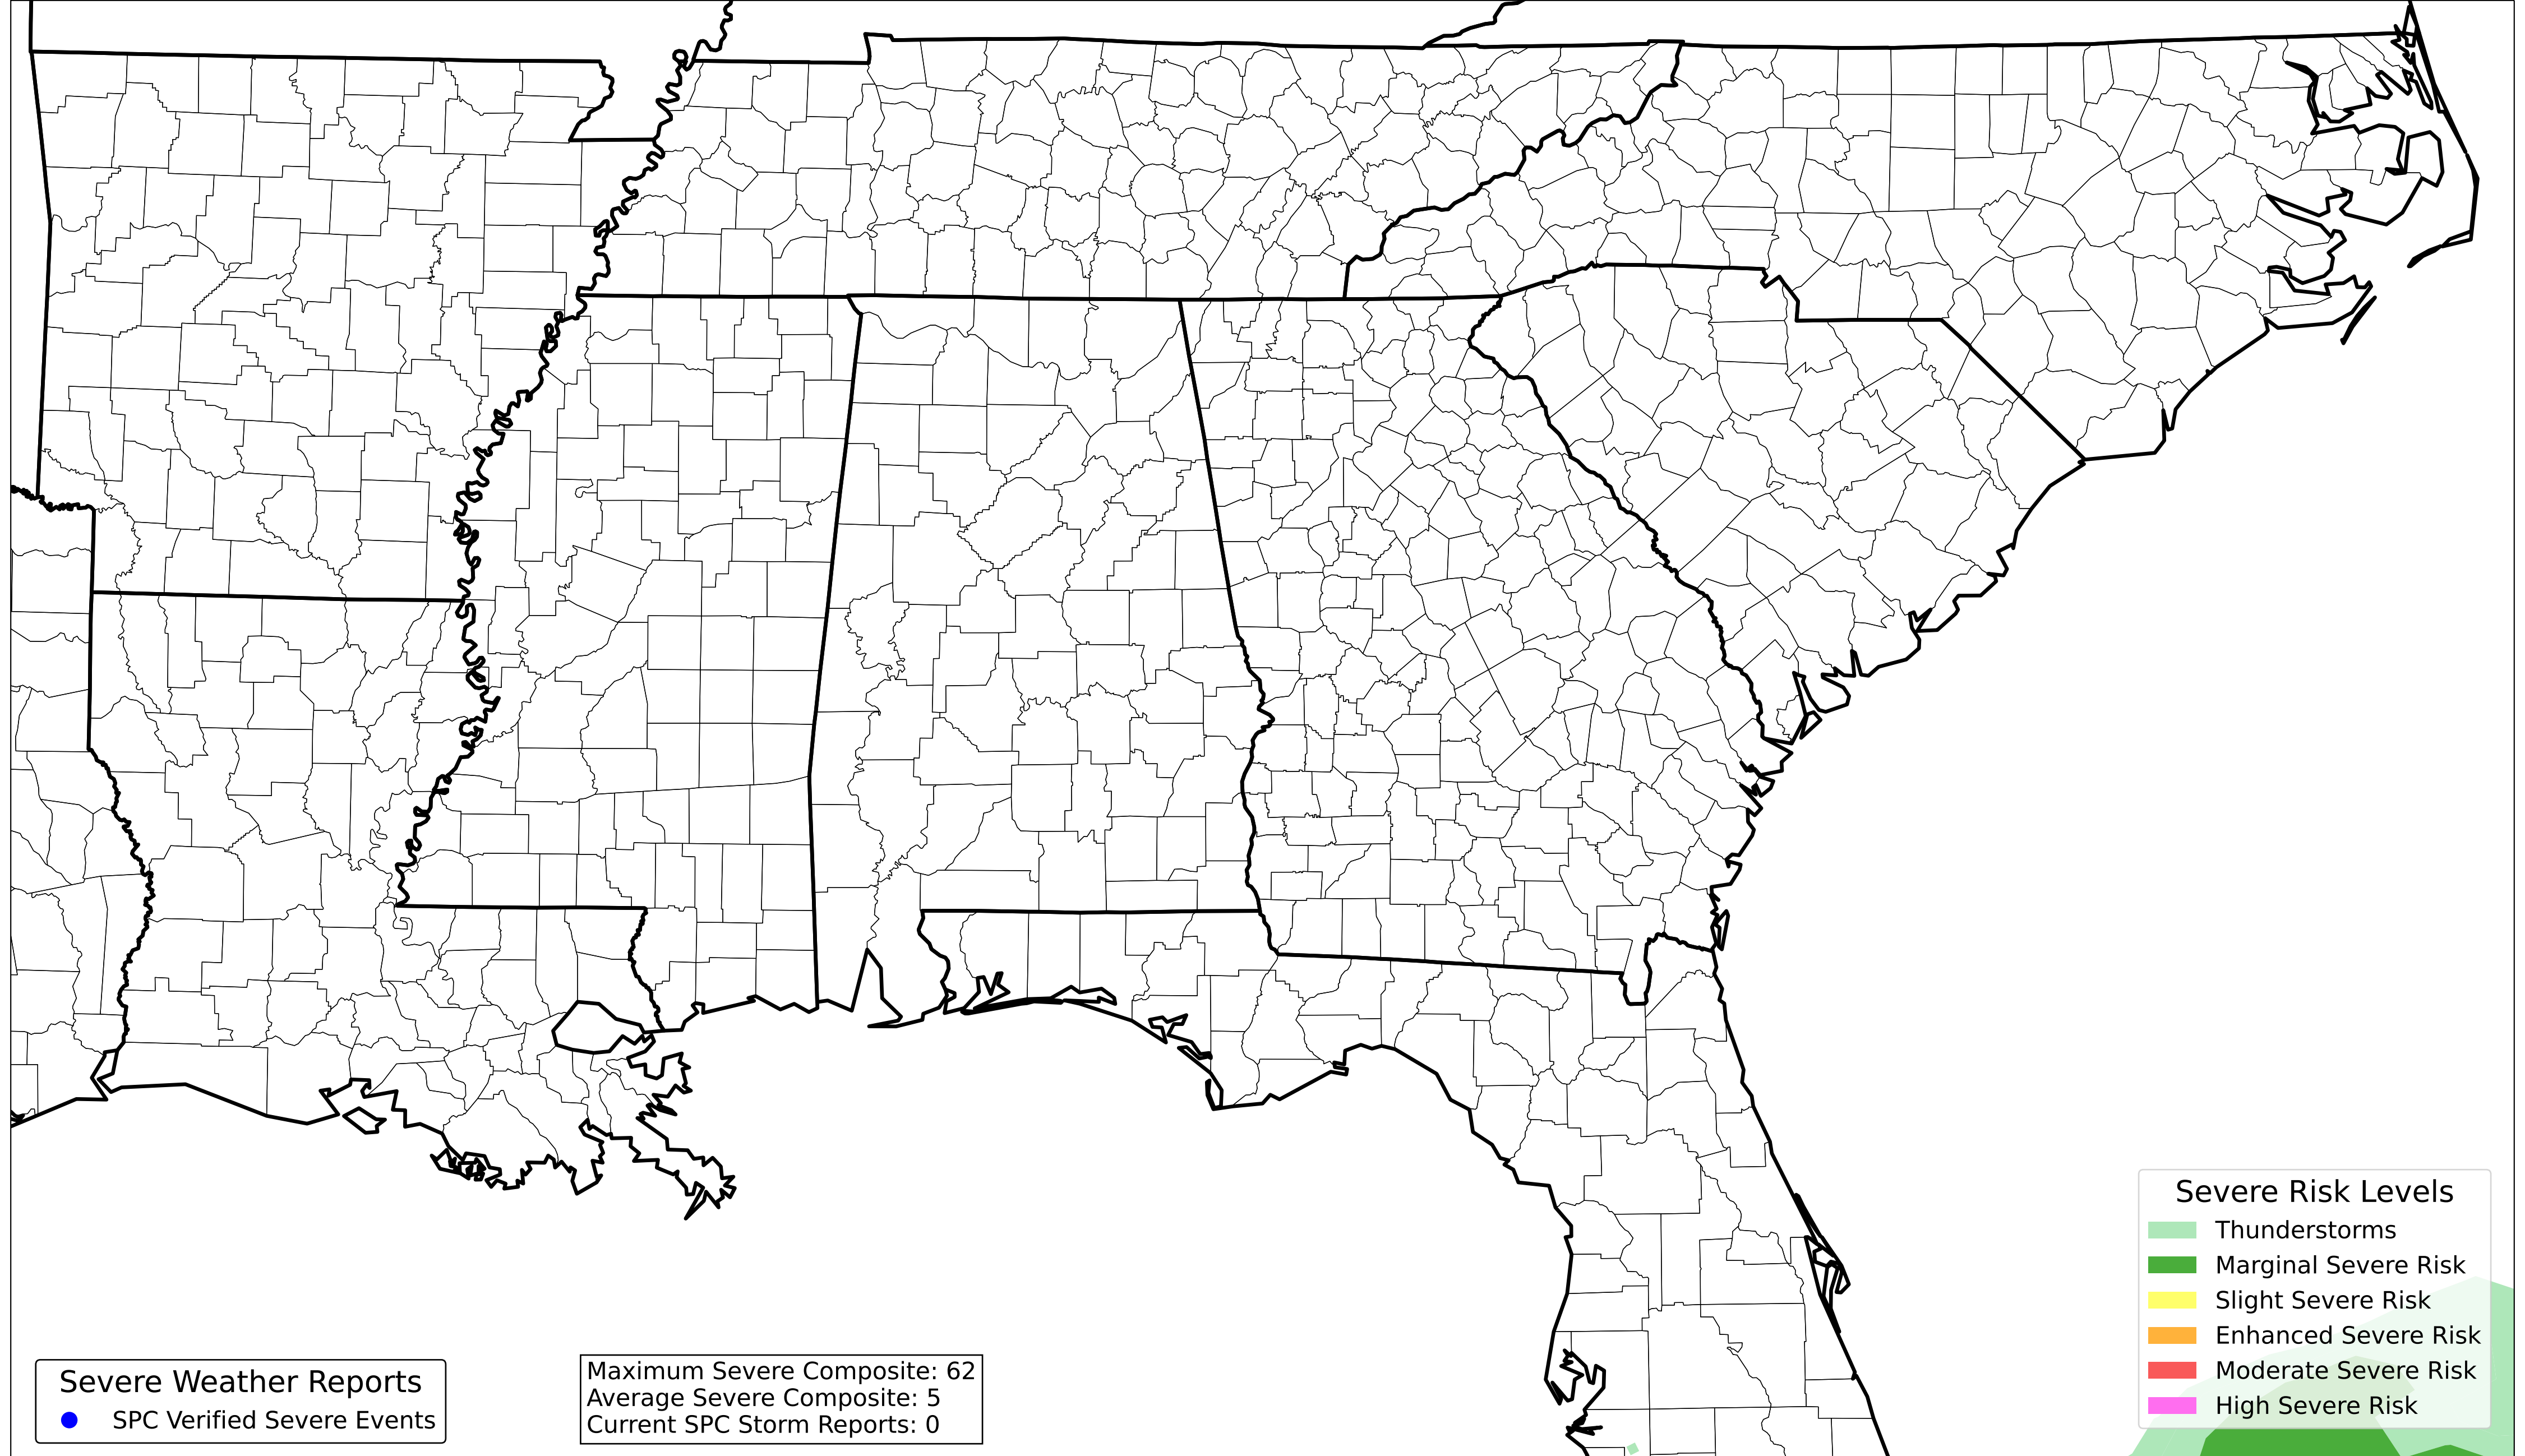 Severe Risk Levels
Thunderstorms
Marginal Severe Risk
Slight Severe Risk
Enhanced Severe Risk
Moderate Severe Risk
High Severe Risk
Severe Weather Reports
SPC Verified Severe Events
Maximum Severe Composite: 62
Average Severe Composite: 5
Current SPC Storm Reports: 0